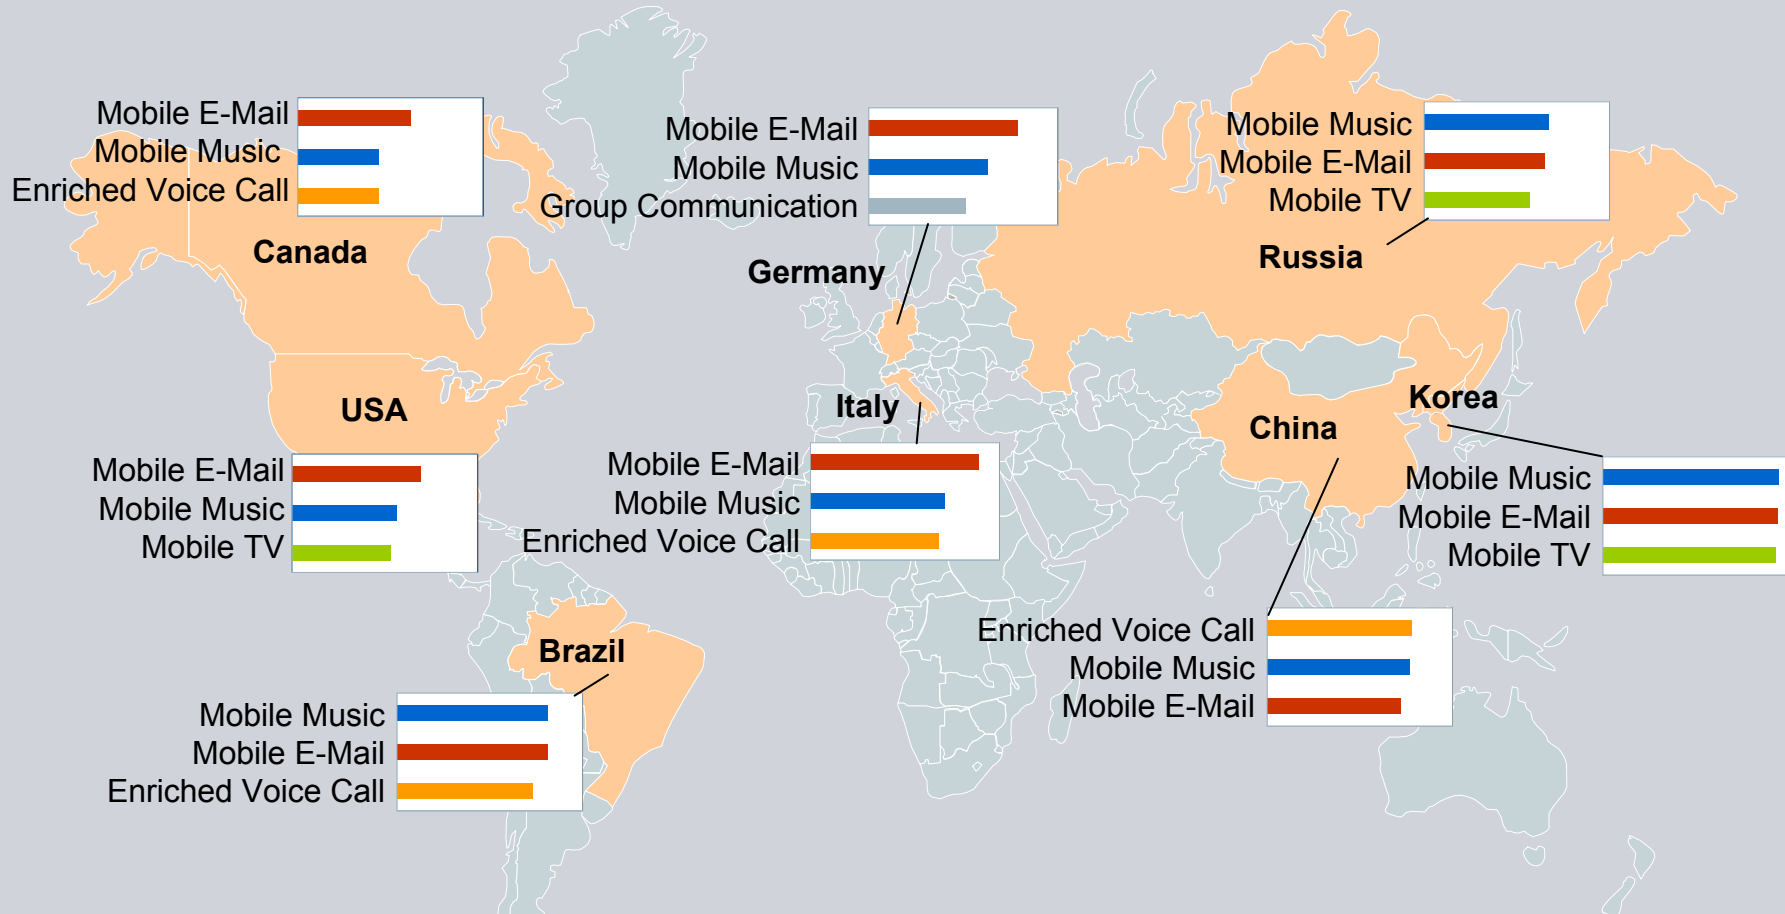 Mobile E-Mail
Mobile Music
Enriched Voice Call
Canada
Mobile E-Mail
Mobile Music
Group Communication
Germany
Mobile Music
Mobile E-Mail
Mobile TV
Russia
USA
Mobile E-Mail
Mobile Music
Mobile TV
Italy
Mobile E-Mail
Mobile Music
Enriched Voice Call
China
Korea
Mobile Music
Mobile E-Mail
Mobile TV
Enriched Voice Call
Mobile Music
Mobile E-Mail
Brazil
Mobile Music
Mobile E-Mail
Enriched Voice Call